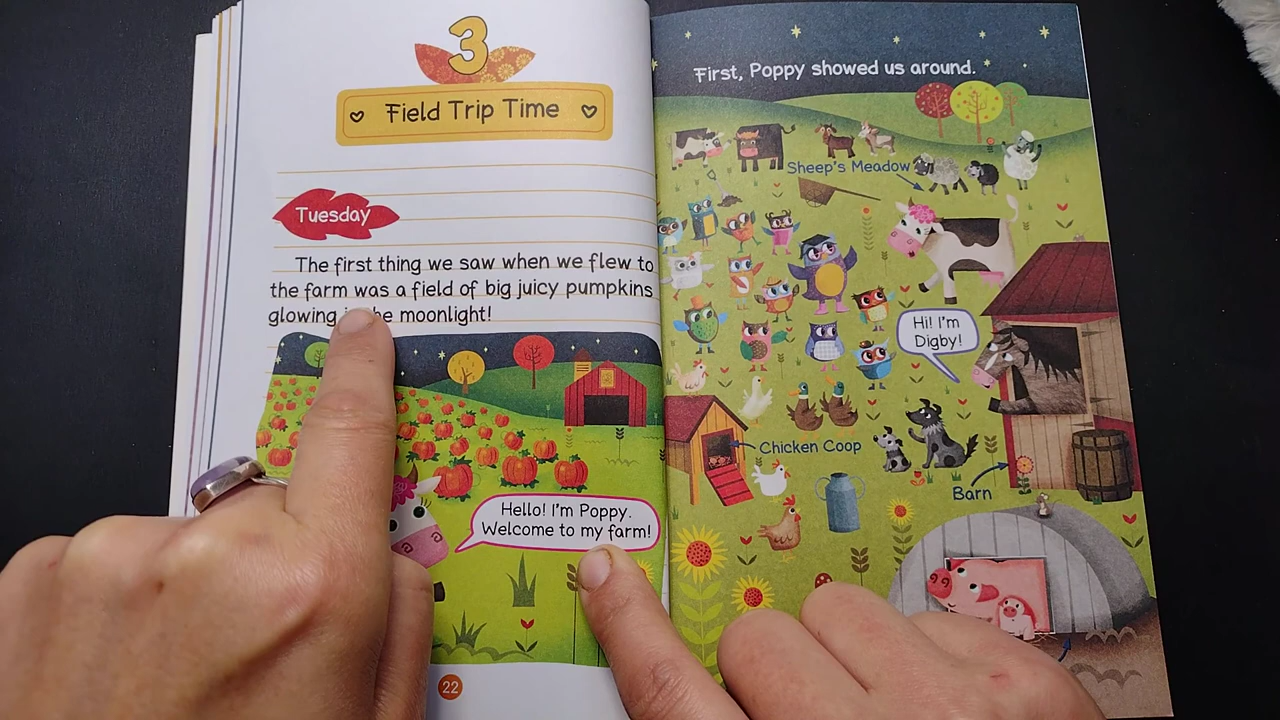 3
Field Trip Time
Tuesday
The first thing we saw when we flew to
the farm was a field of big juicy pumpkins
glowing he moonlight!
Hello! I'm Poppy.
Welcome to my farm!
22
First, Poppy showed us around.
Sheep's Meadow
Hi! I'm
Digby!
Chicken Coop
Barn